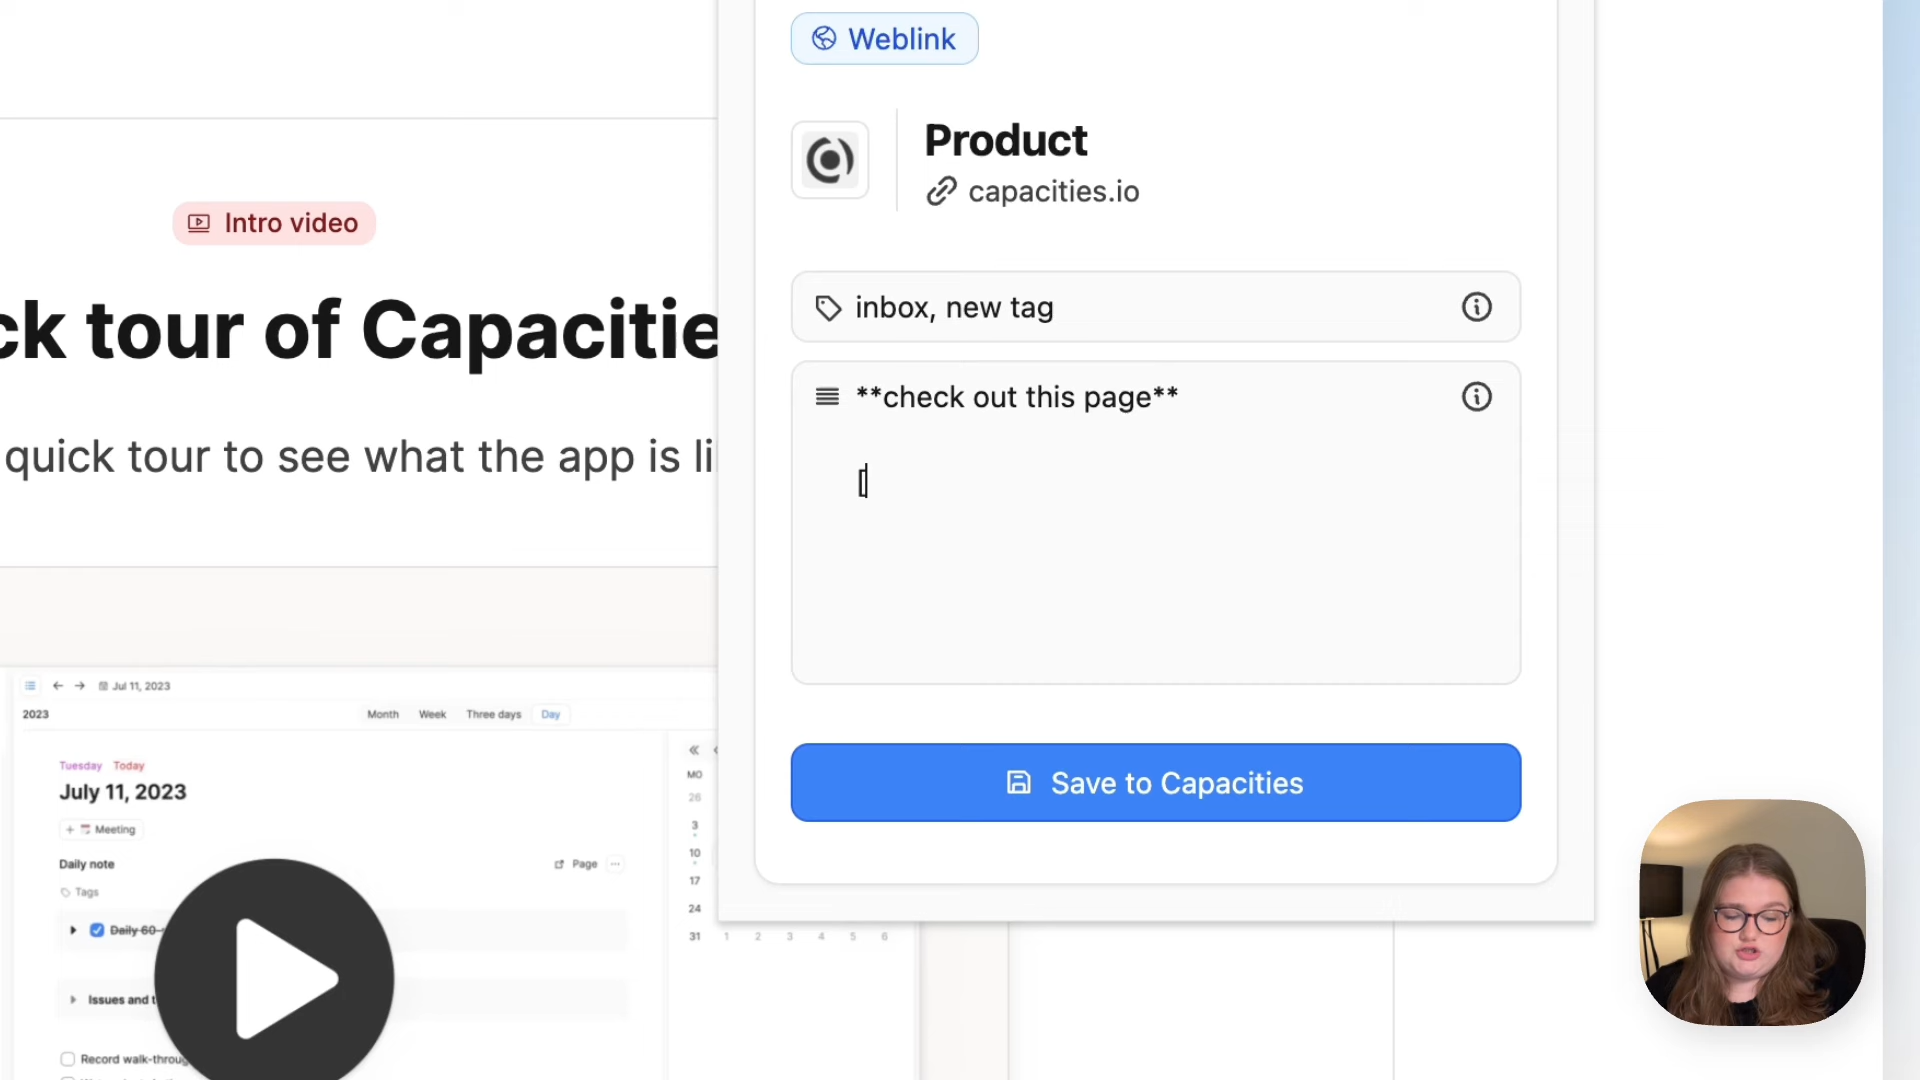 Weblink
Product
capacities.io
inbox, new tag
**check out this page**
[
Save to Capacities
Intro video
ck tour of Capacitie
quick tour to see what the app is li
Jul 11, 2023
2023
Month Week Three days Day
Tuesday Today
July 11, 2023
+ Meeting
Daily note
Page
Tags
Daily 60-
Issues and t
Record walk-throug
MO
26
3
10
17
24
31 1 2 3 4 5 6